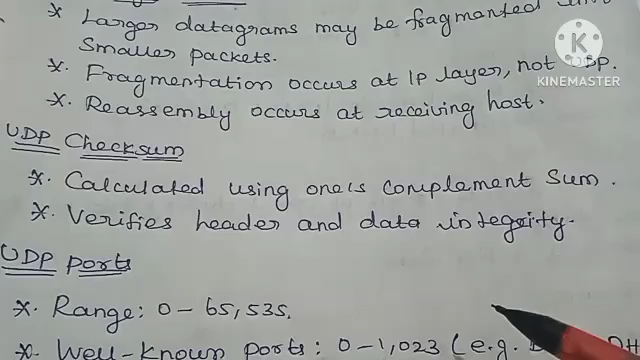 * Larger datagrams may be fragmented
Smaller packets.
* Fragmentation occurs at IP layer, not UDP.
* Reassembly occurs at receiving host.
UDP Checksum
* Calculated using one's complement Sum.
* Verifies header and data integrity.
UDP Ports
* Range: 0 - 65,535.
* Well-Known ports: 0-1,023 (e.g.
KINEMASTER